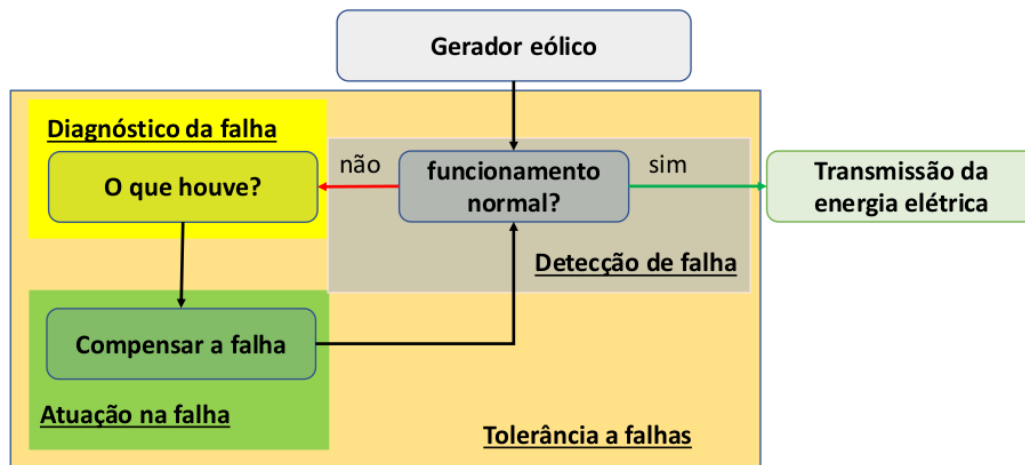 Gerador eólico
Diagnóstico da falha
não
funcionamento
normal?
sim
O que houve?
Transmissão da
energia elétrica
Detecção de falha
Compensar a falha
Atuação na falha
Tolerância a falhas